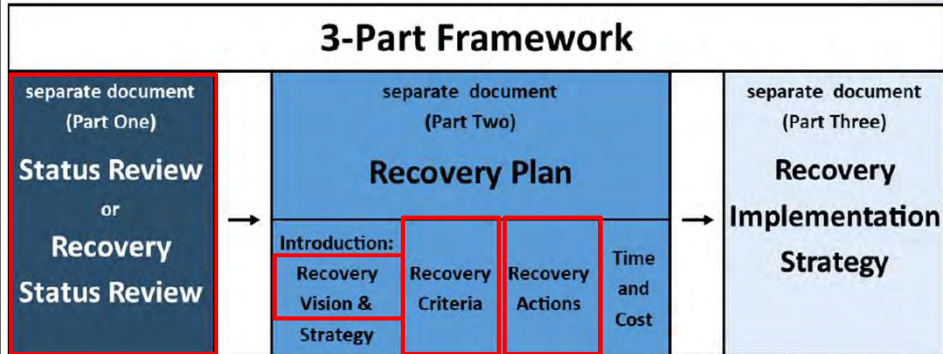 3-Part Framework
separate document
(Part One)
Status Review
or
Recovery
Status Review
separate document
(Part Two)
Recovery Plan
Introduction:
Recovery
Vision &
Strategy
Recovery
Criteria
Recovery
Actions
Time
and
Cost
separate document
(Part Three)
Recovery
Implementation
Strategy